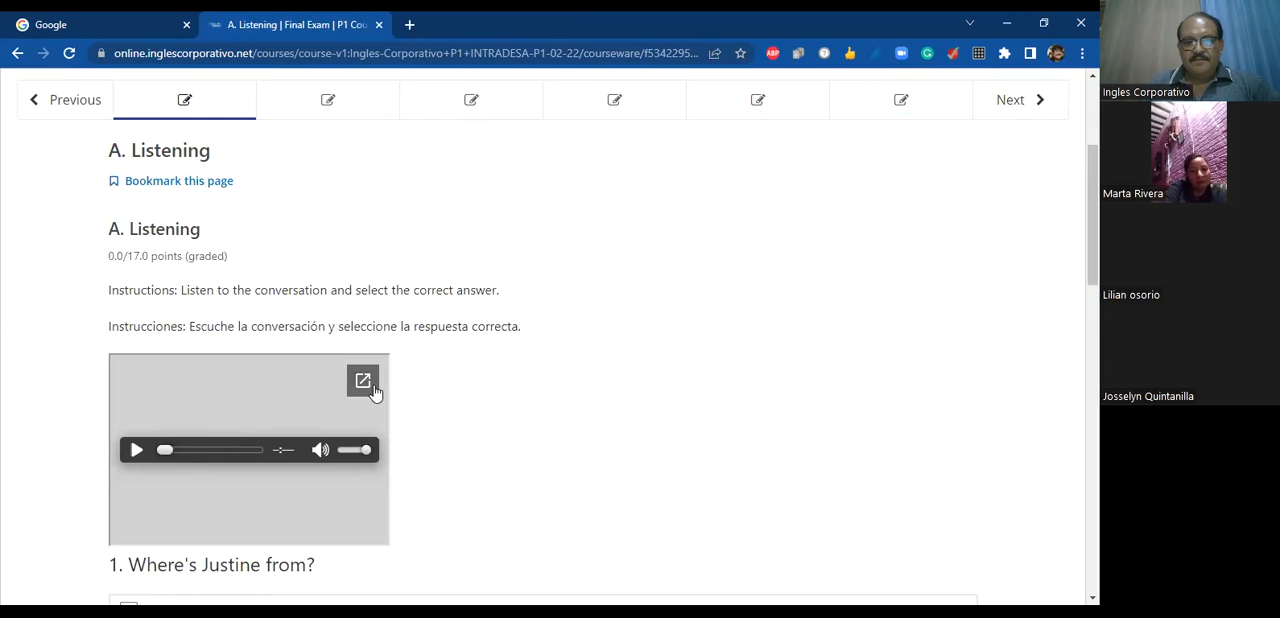 Google
A. Listening | Final Exam | P1 Cou
online.inglescorporativo.net/courses/course-v1:Ingles-Corporativo+P1+INTRADESA-P1-02-22/courseware/f5342295...
ABP
Previous
Next
A. Listening
Bookmark this page
A. Listening
0.0/17.0 points (graded)
Instructions: Listen to the conversation and select the correct answer.
Instrucciones: Escuche la conversación y seleccione la respuesta correcta.
-:-
1. Where's Justine from?
Ingles Corporativo
Marta Rivera
Lilian osorio
Josselyn Quintanilla